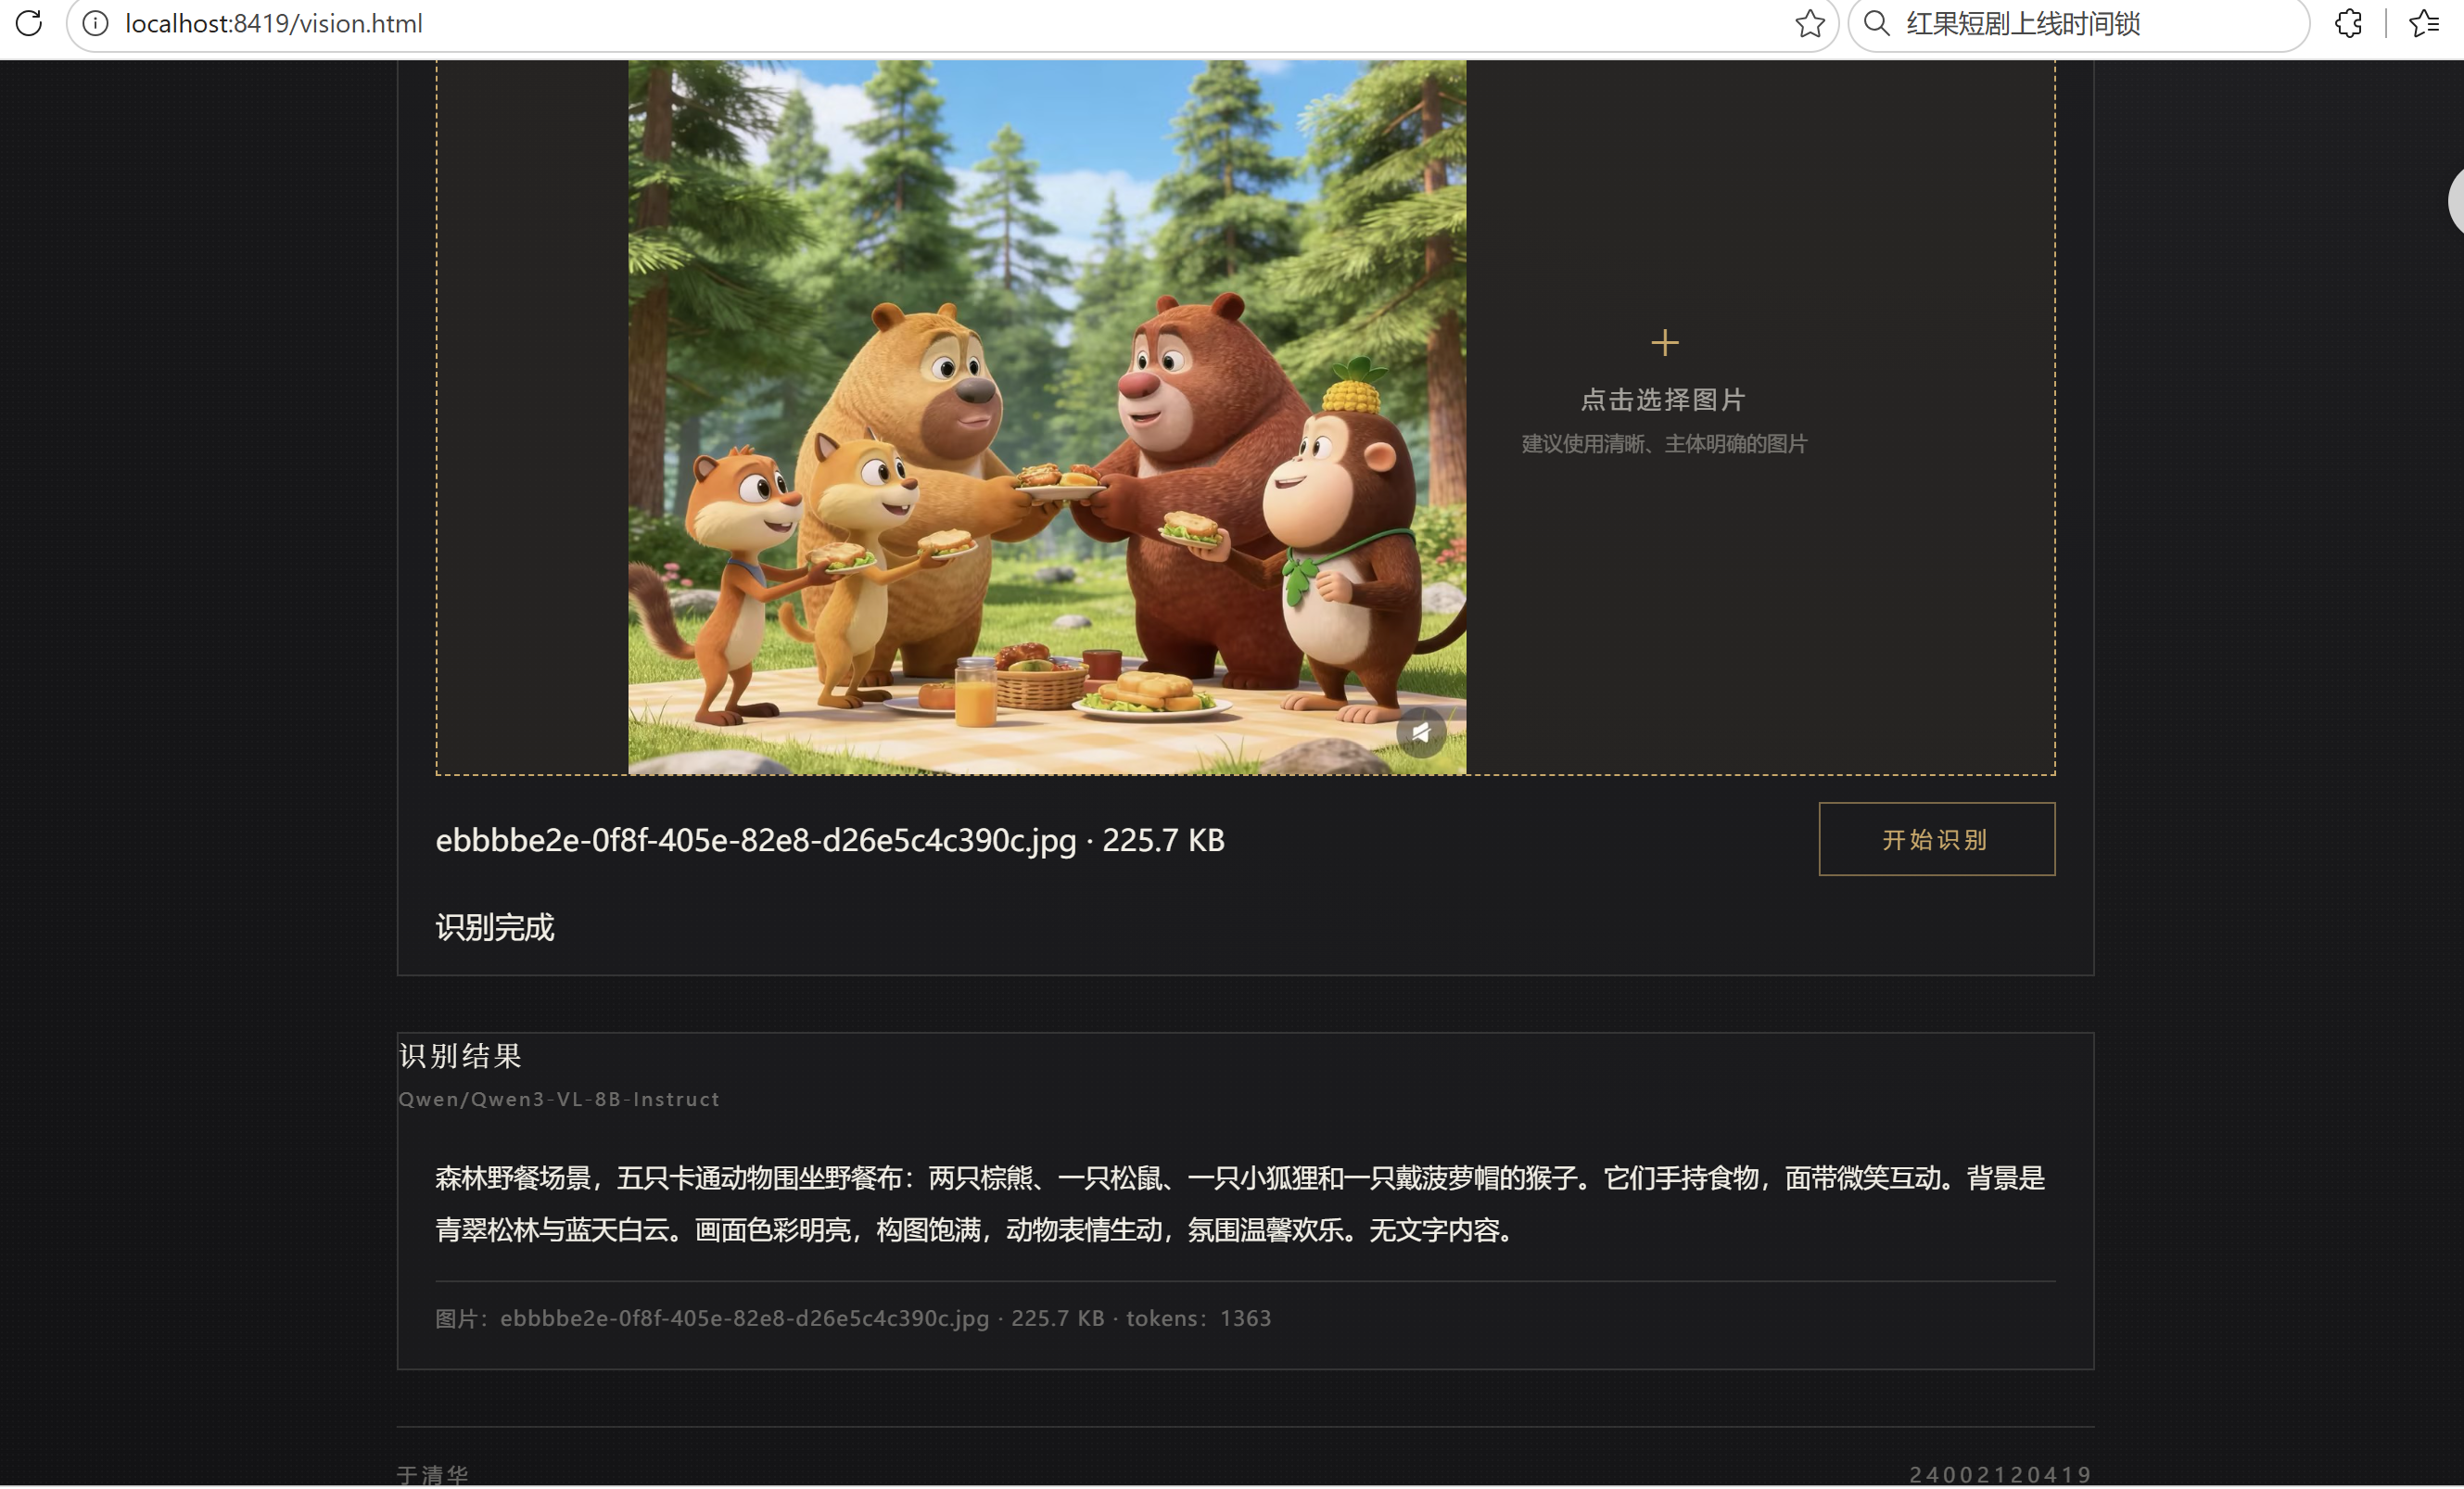 localhost:8419/vision.html
红果短剧上线时间锁
点击选择图片
建议使用清晰、主体明确的图片
ebbbbe2e-0f8f-405e-82e8-d26e5c4c390c.jpg · 225.7 KB
开始识别
识别完成
识别结果
Qwen/Qwen3-VL-8B-Instruct
森林野餐场景，五只卡通动物围坐野餐布：两只棕熊、一只松鼠、一只小狐狸和一只戴菠萝帽的猴子。它们手持食物，面带微笑互动。背景是
青翠松林与蓝天白云。画面色彩明亮，构图饱满，动物表情生动，氛围温馨欢乐。无文字内容。
图片：ebbbbe2e-0f8f-405e-82e8-d26e5c4c390c.jpg · 225.7 KB · tokens：1363
于清华
24002120419